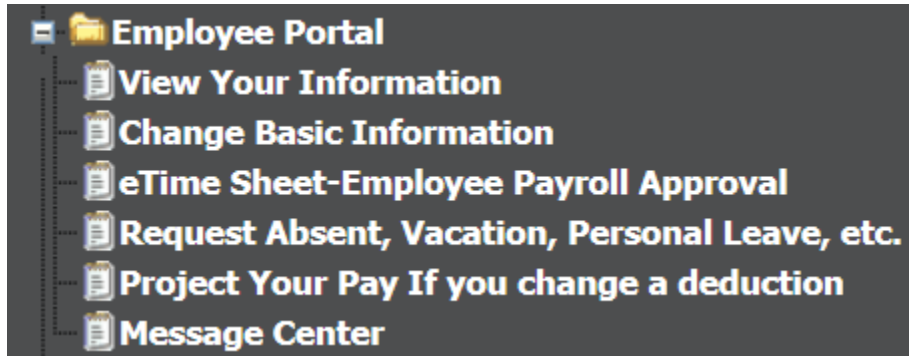 Employee Portal
View Your Information
Change Basic Information
eTime Sheet-Employee Payroll Approval
Request Absent, Vacation, Personal Leave, etc.
Project Your Pay If you change a deduction
Message Center